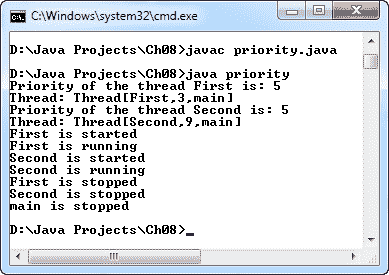 C:\Windows\system32\cmd.exe
D:\Java Projects\Ch08>javac priority.java
D:\Java Projects\Ch08>java priority
Priority of the thread First is: 5
Thread: Thread[First,3,main]
Priority of the thread Second is: 5
Thread: Thread[Second,9,main]
First is started
First is running
Second is started
Second is running
First is stopped
Second is stopped
main is stopped
D:\Java Projects\Ch08>_